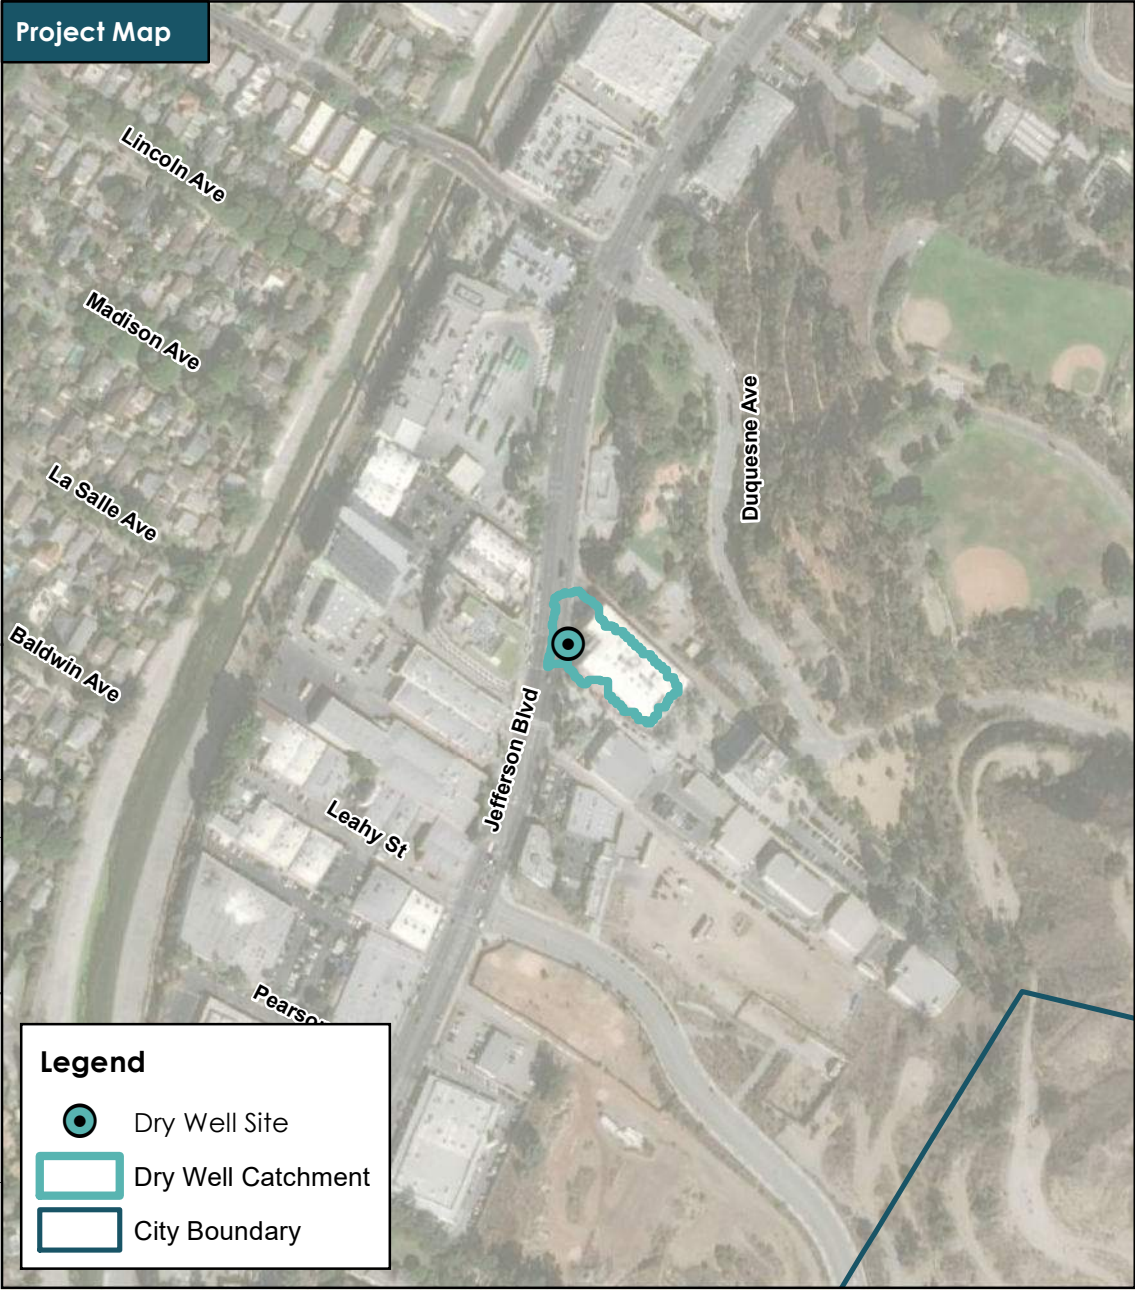 Project Map
Lincoln Ave
Madison Ave
Duquesne Ave
La Salle Ave
Baldwin Ave
Jefferson Blvd
Leahy St
Pearso
Legend
Dry Well Site
Dry Well Catchment
City Boundary